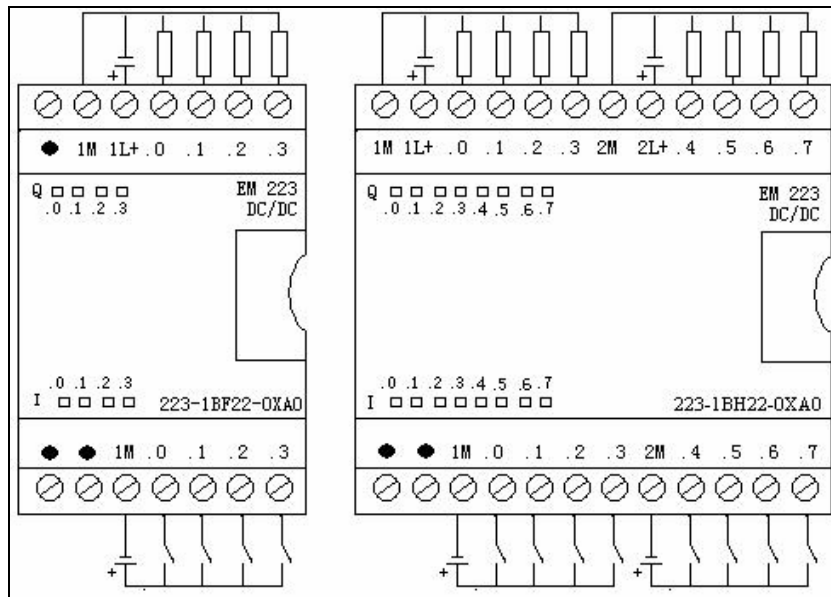 +
● 1M 1L+ .0 .1 .2 .3
Q
.0 .1 .2 .3
EM 223
DC/DC
.0 .1 .2 .3
I
223-1BF22-0XA0
● ● 1M .0 .1 .2 .3
+
+ +
1M 1L+ .0 .1 .2 .3 2M 2L+ .4 .5 .6 .7
Q
.0 .1 .2 .3 .4 .5 .6 .7
EM 223
DC/DC
.0 .1 .2 .3 .4 .5 .6 .7
I
223-1BH22-0XA0
● ● 1M .0 .1 .2 .3 2M .4 .5 .6 .7
+ +